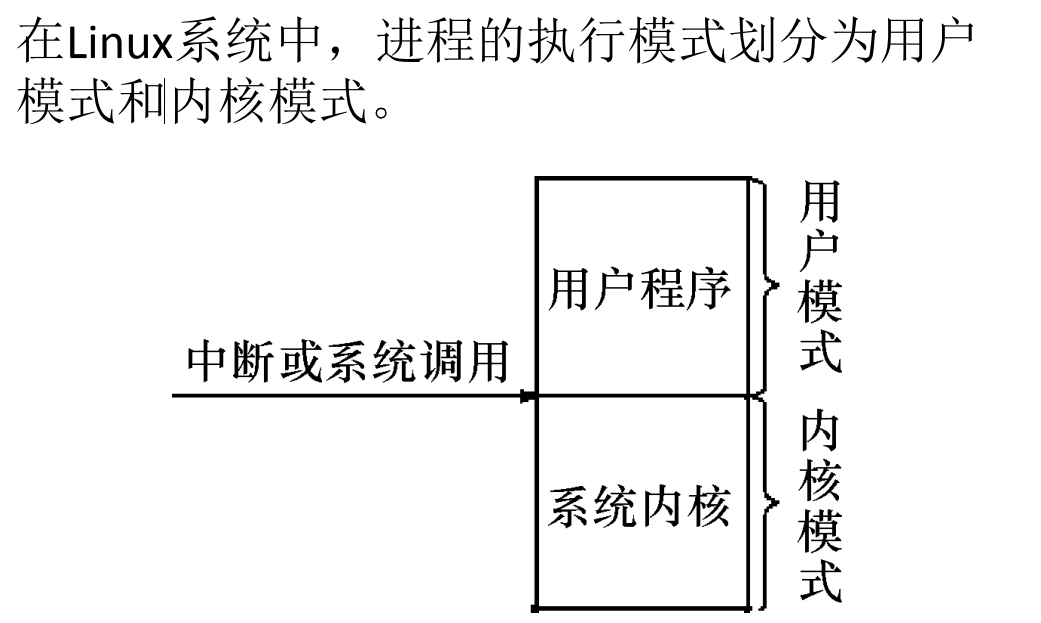 在Linux系统中，进程的执行模式划分为用户
模式和内核模式。
用户程序
用户模式
中断或系统调用
系统内核
内核模式